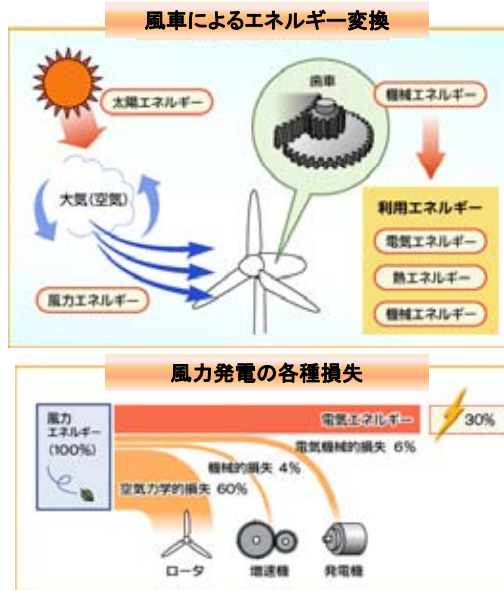 風車によるエネルギー変換
太陽エネルギー
歯車
機械エネルギー
大気(空気)
利用エネルギー
電気エネルギー
熱エネルギー
機械エネルギー
風力エネルギー
風力発電の各種損失
風力
エネルギー
(100%)
電気エネルギー
30%
電気機械的損失 6%
機械的損失 4%
空気力学的損失 60%
ロータ
増速機
発電機